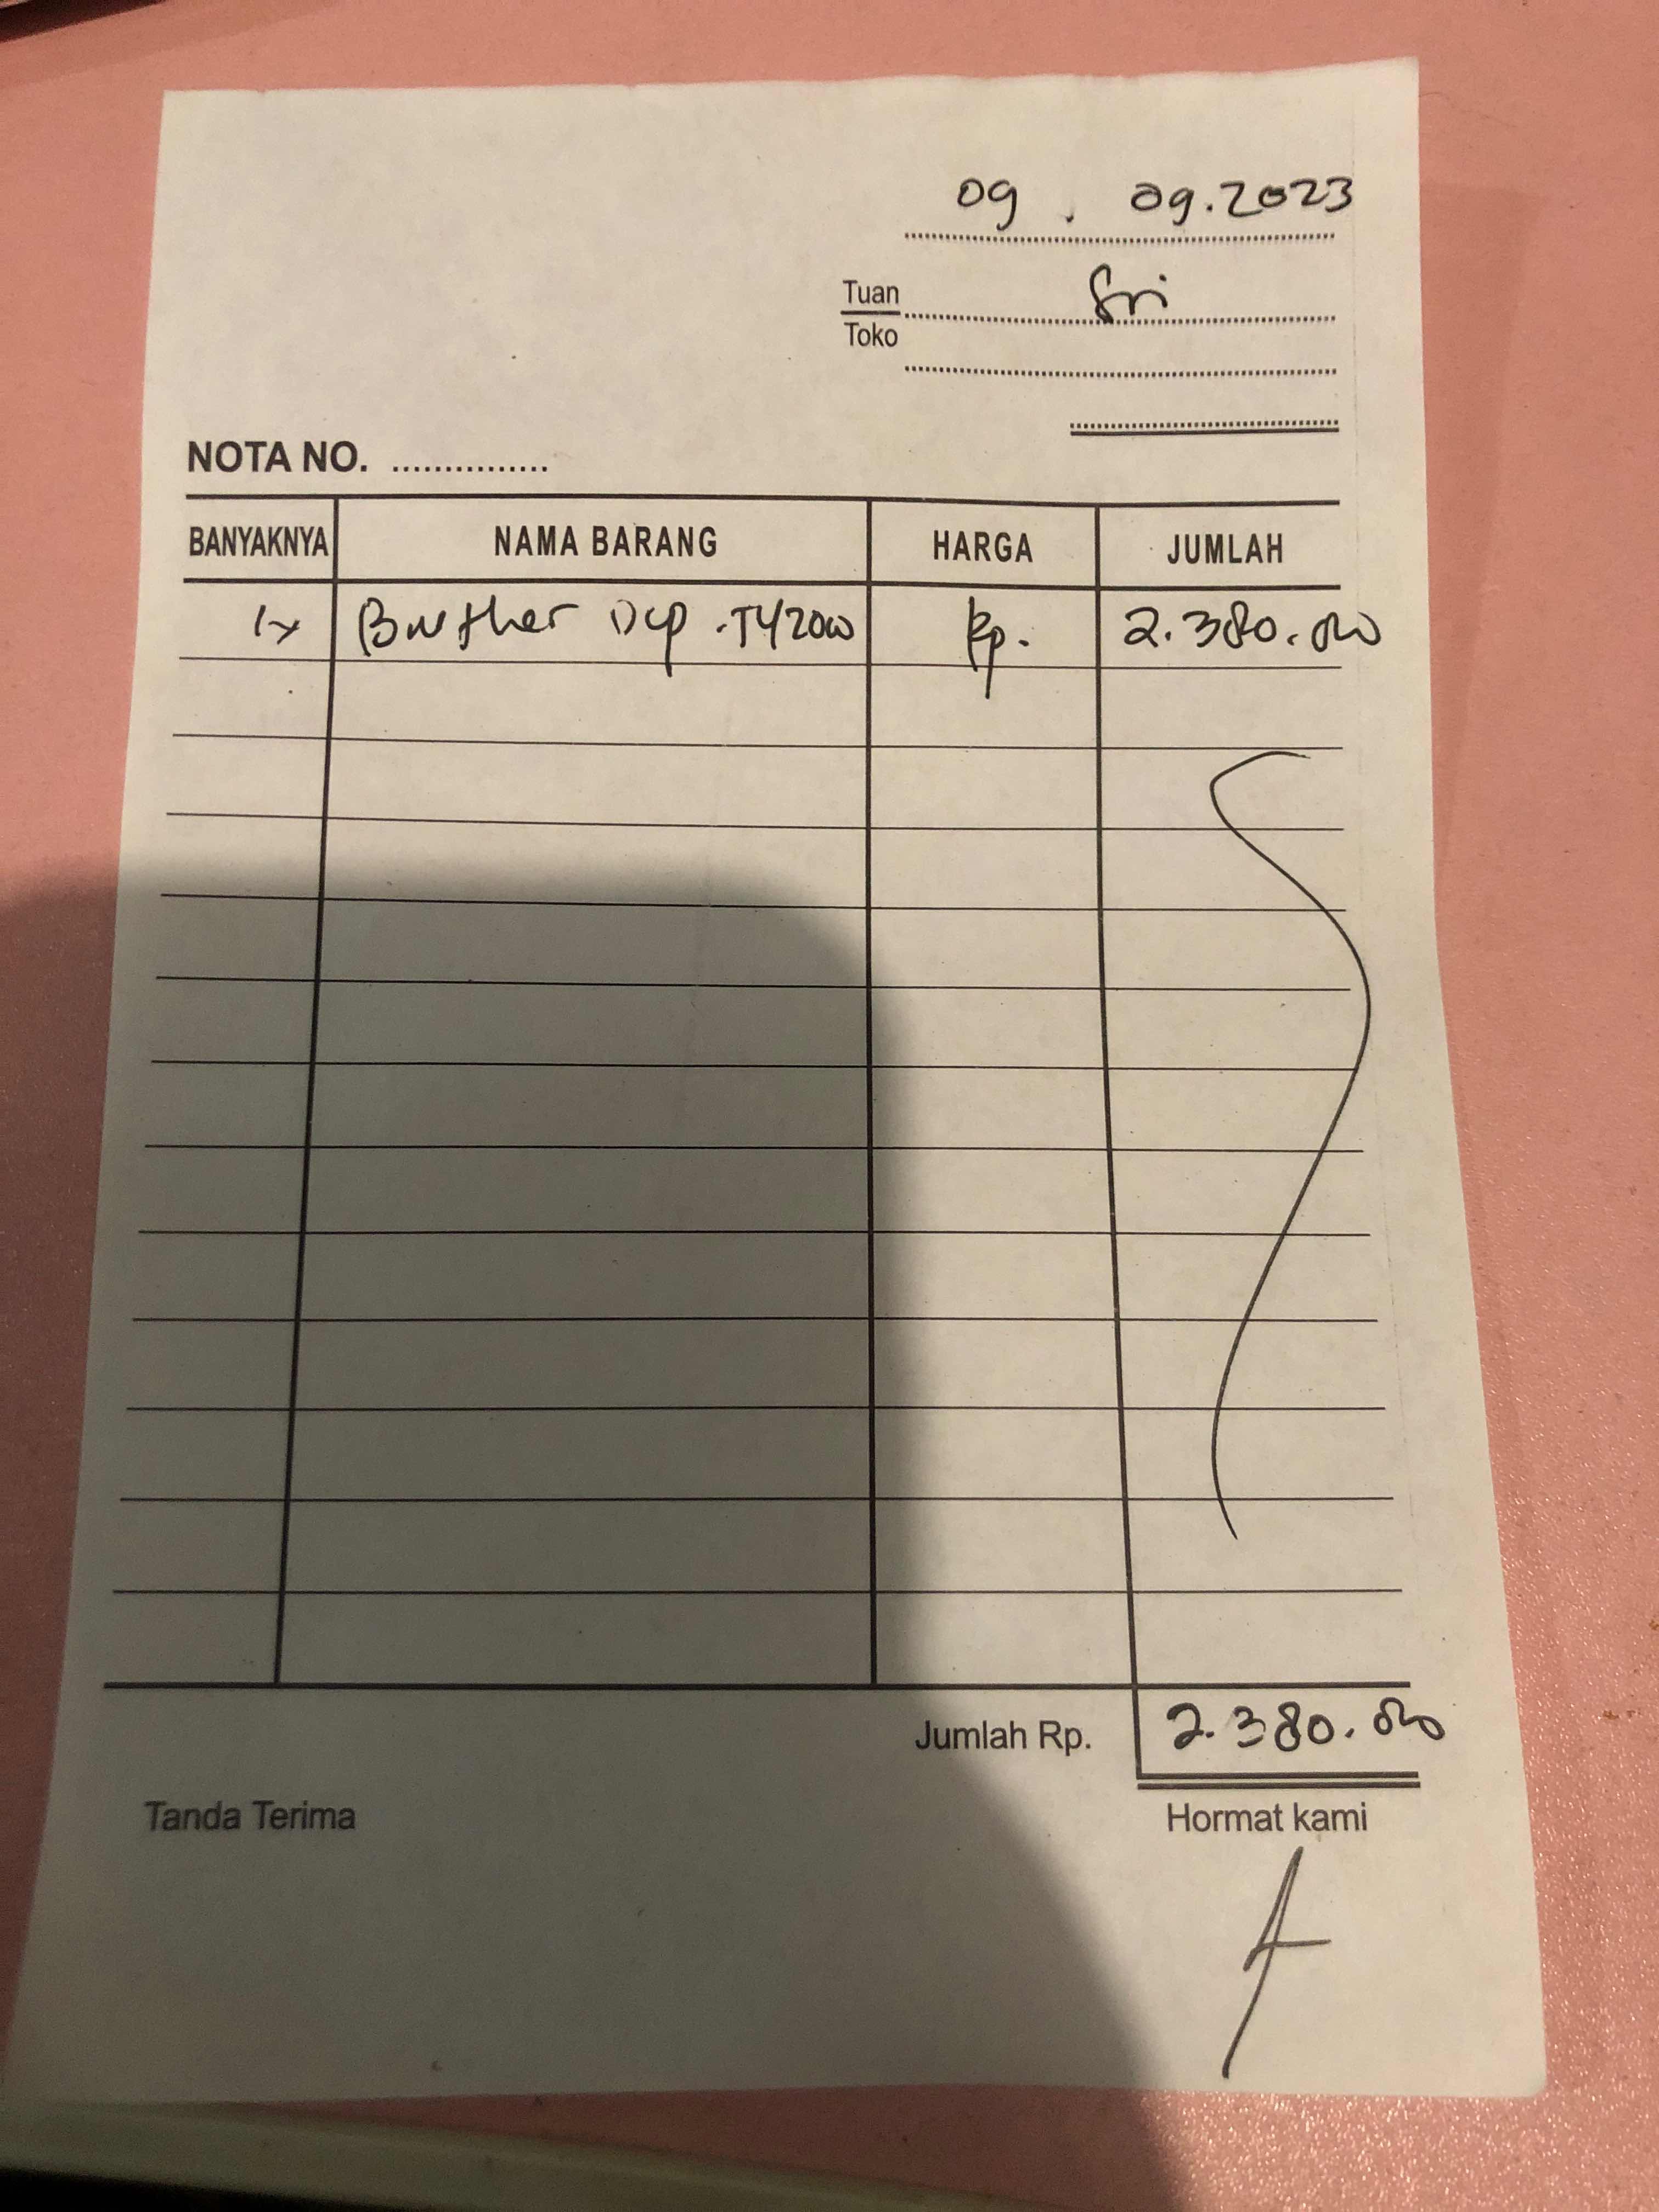 09 . 09.2023
Tuan Sri
Toko
NOTA NO. ...............
BANYAKNYA NAMA BARANG HARGA JUMLAH
1x Brother Dcp -T420w Rp. 2.380.000
Jumlah Rp. 2.380.000
Tanda Terima Hormat kami